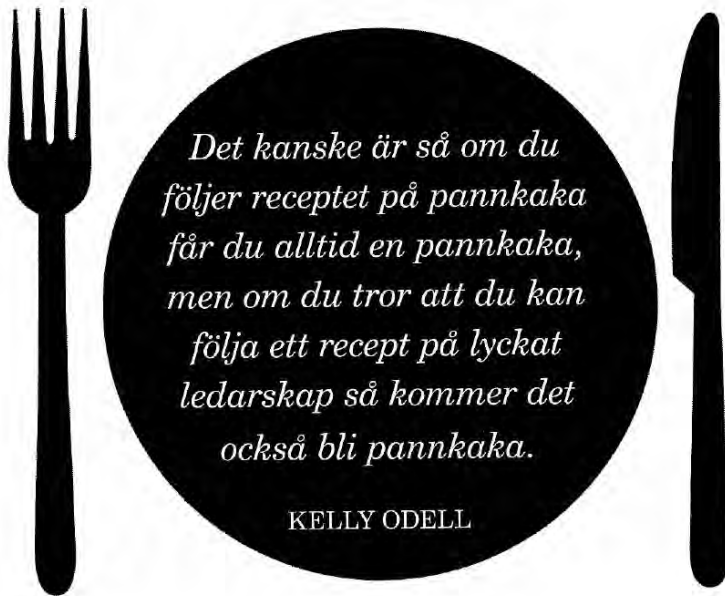 Det kanske är så om du
följer receptet på pannkaka
får du alltid en pannkaka,
men om du tror att du kan
följa ett recept på lyckat
ledarskap så kommer det
också bli pannkaka.
KELLY ODELL